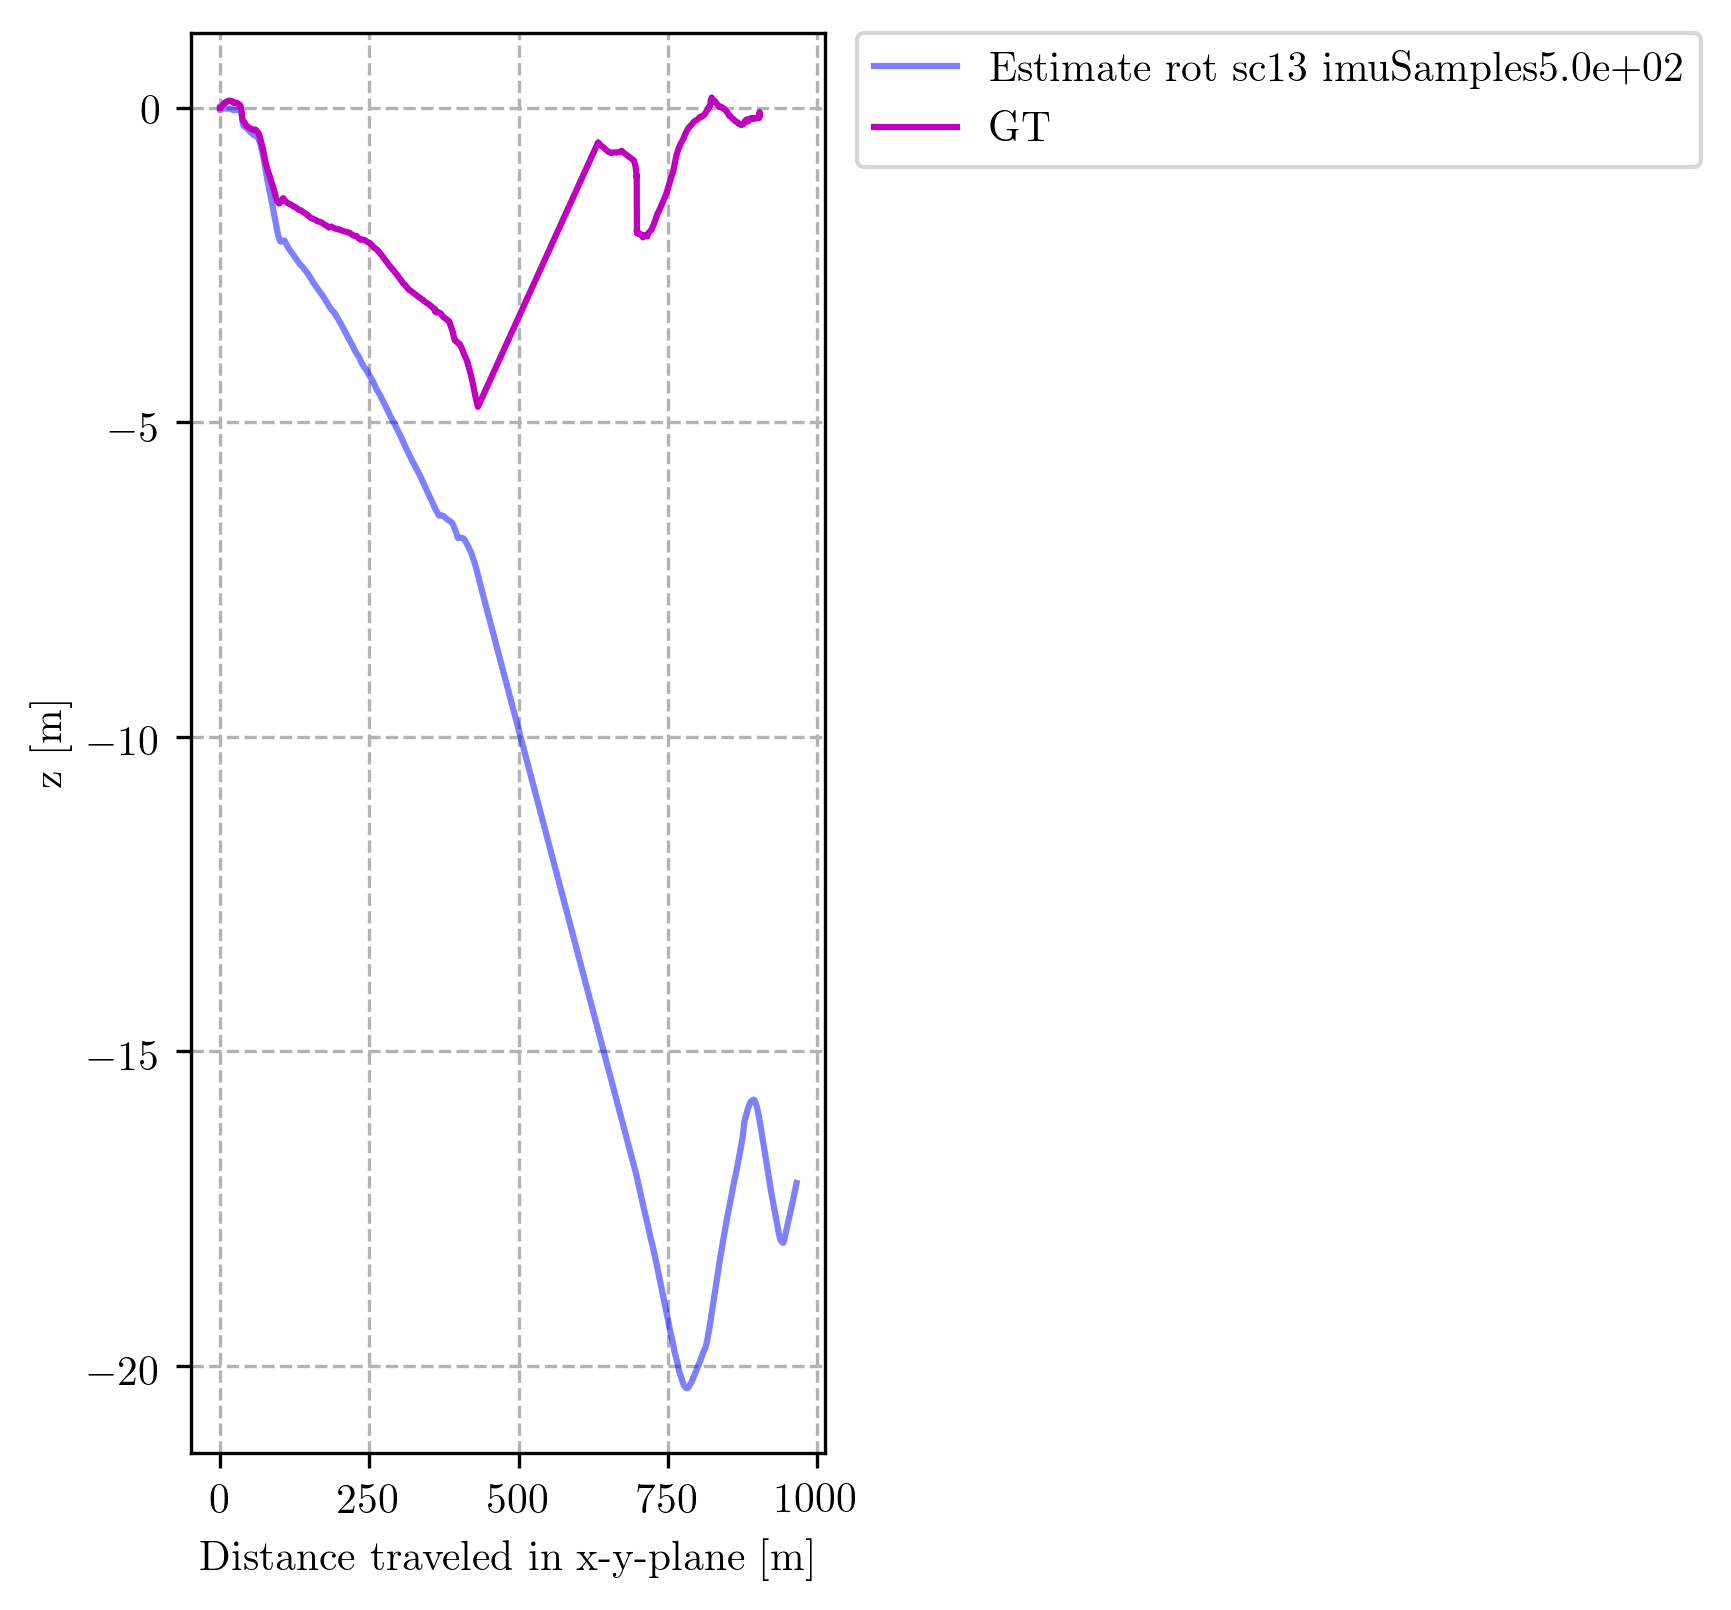 Estimate rot sc13 imuSamples5.0e+02
GT
0
−5
−10
−15
−20
z [m]
0 250 500 750 1000
Distance traveled in x-y-plane [m]